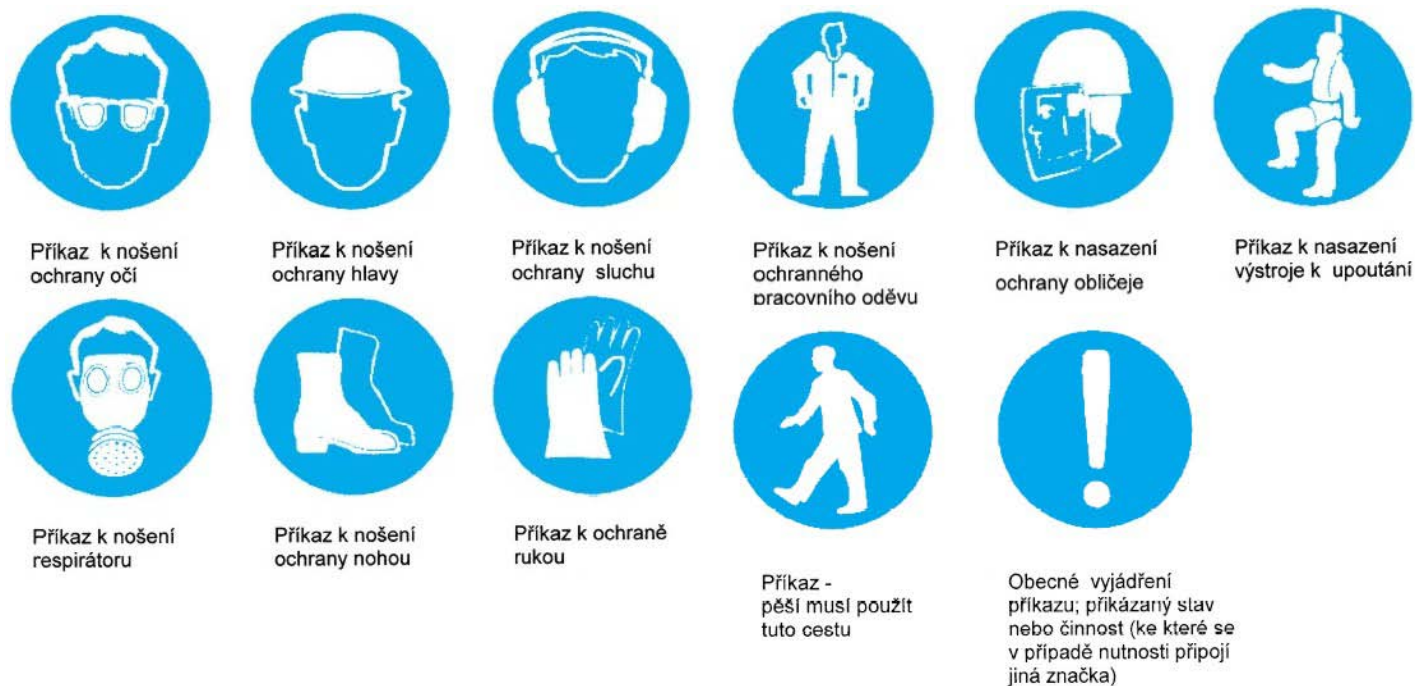 Příkaz k nošení
ochrany očí
Příkaz k nošení
ochrany hlavy
Příkaz k nošení
ochrany sluchu
Příkaz k nošení
ochranného
pracovního oděvu
Příkaz k nasazení
ochrany obličeje
Příkaz k nasazení
výstroje k upoutání
Příkaz k nošení
respirátoru
Příkaz k nošení
ochrany nohou
Příkaz k ochraně
rukou
Příkaz -
pěší musí použít
tuto cestu
Obecné vyjádření
příkazu; přikázaný stav
nebo činnost (ke které se
v případě nutnosti připojí
jiná značka)